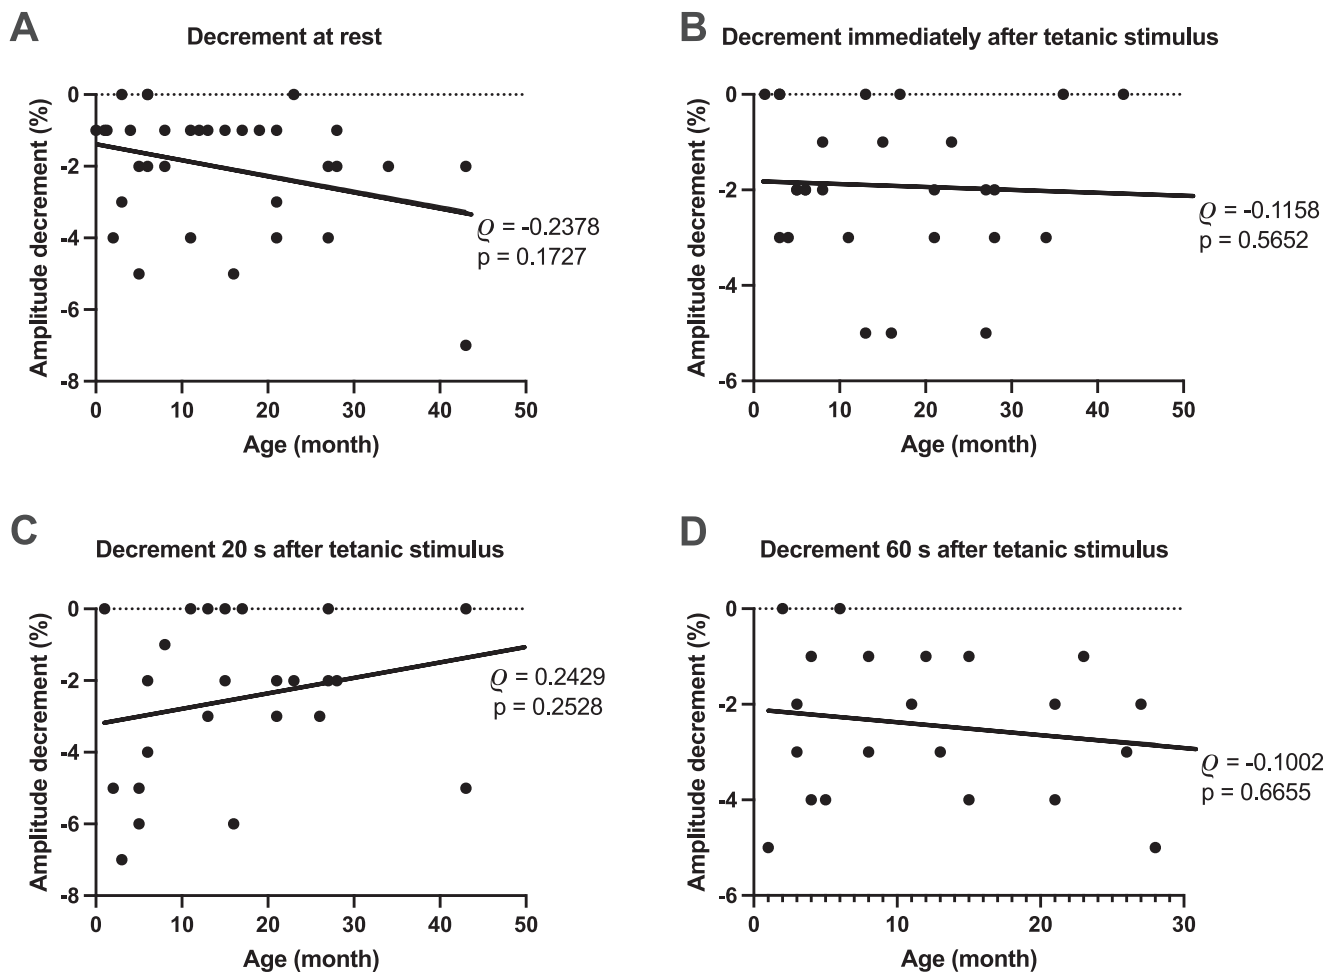 A
Decrement at rest
Amplitude decrement (%)
0
-2
-4
-6
-8
0 10 20 30 40 50
Age (month)
ϱ = -0.2378
p = 0.1727
B
Decrement immediately after tetanic stimulus
Amplitude decrement (%)
0
-2
-4
-6
0 10 20 30 40 50
Age (month)
ϱ = -0.1158
p = 0.5652
C
Decrement 20 s after tetanic stimulus
Amplitude decrement (%)
0
-2
-4
-6
-8
0 10 20 30 40 50
Age (month)
ϱ = 0.2429
p = 0.2528
D
Decrement 60 s after tetanic stimulus
Amplitude decrement (%)
0
-2
-4
-6
0 10 20 30
Age (month)
ϱ = -0.1002
p = 0.6655